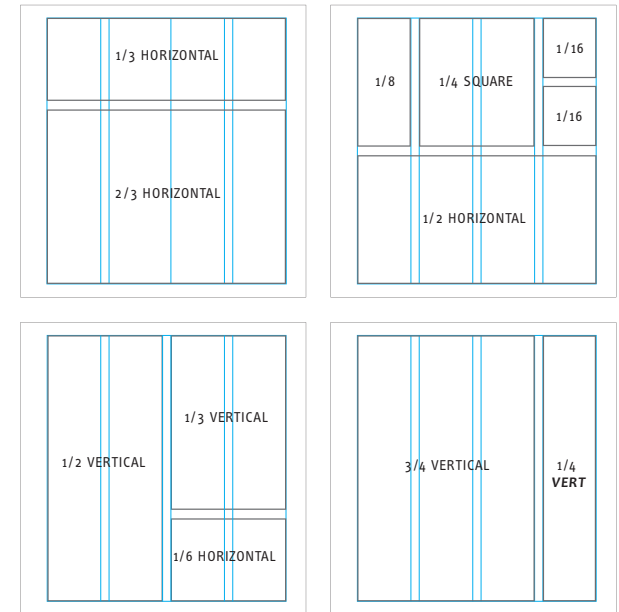 1/3 HORIZONTAL
2/3 HORIZONTAL
1/8
1/4 SQUARE
1/16
1/16
1/2 HORIZONTAL
1/2 VERTICAL
1/3 VERTICAL
1/6 HORIZONTAL
3/4 VERTICAL
1/4
VERT